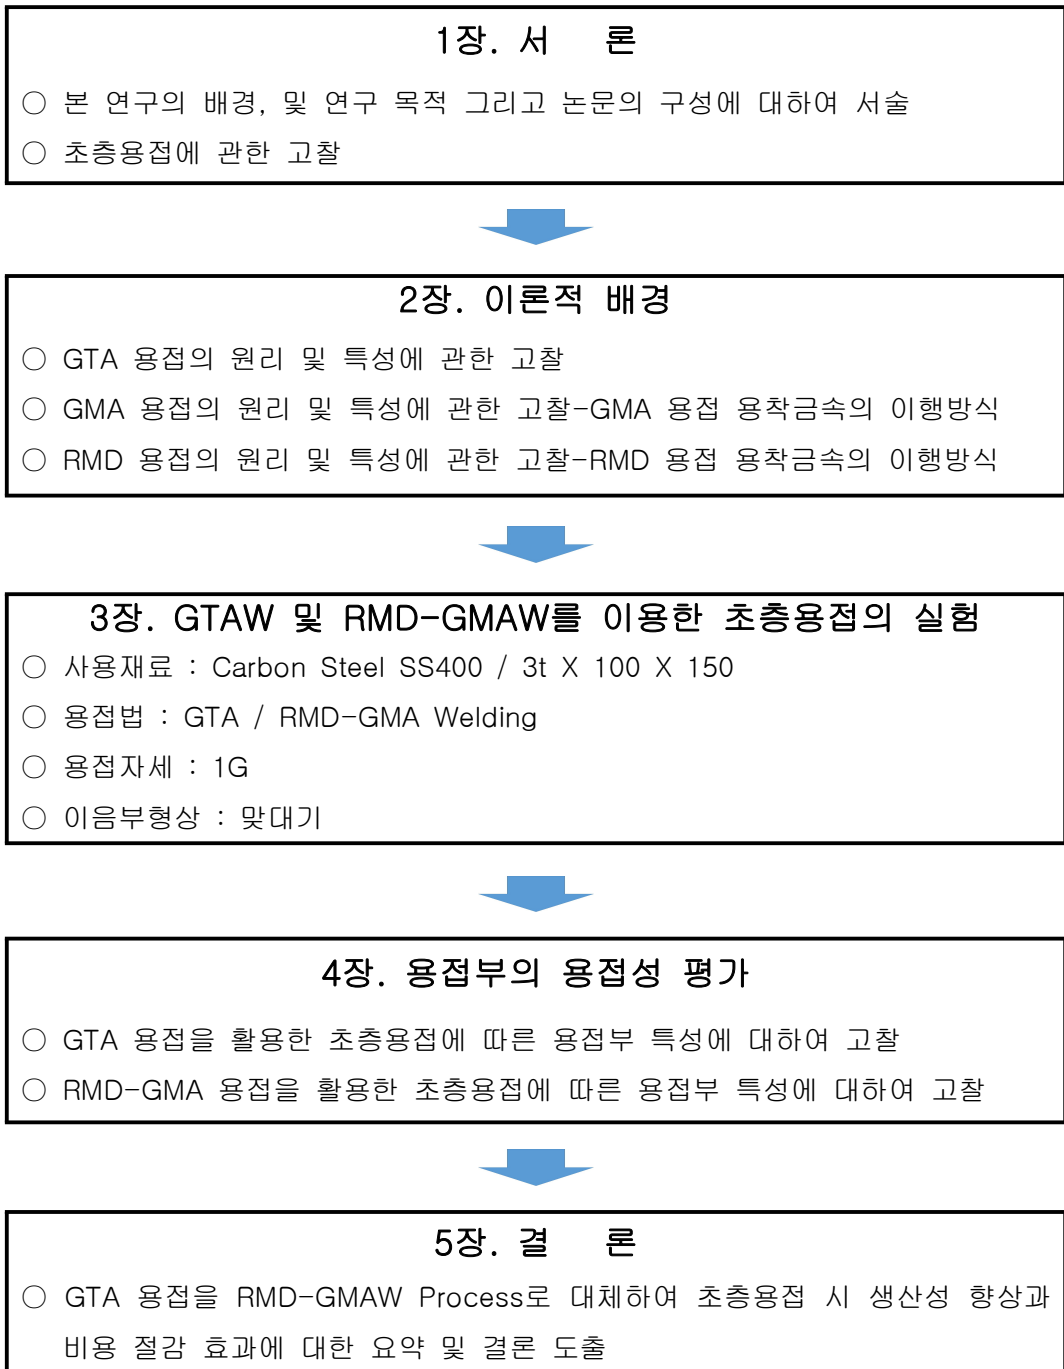 1장. 서 론
○ 본 연구의 배경, 및 연구 목적 그리고 논문의 구성에 대하여 서술
○ 초층용접에 관한 고찰
2장. 이론적 배경
○ GTA 용접의 원리 및 특성에 관한 고찰
○ GMA 용접의 원리 및 특성에 관한 고찰-GMA 용접 용착금속의 이행방식
○ RMD 용접의 원리 및 특성에 관한 고찰-RMD 용접 용착금속의 이행방식
3장. GTAW 및 RMD-GMAW를 이용한 초층용접의 실험
○ 사용재료 : Carbon Steel SS400 / 3t X 100 X 150
○ 용접법 : GTA / RMD-GMA Welding
○ 용접자세 : 1G
○ 이음부형상 : 맞대기
4장. 용접부의 용접성 평가
○ GTA 용접을 활용한 초층용접에 따른 용접부 특성에 대하여 고찰
○ RMD-GMA 용접을 활용한 초층용접에 따른 용접부 특성에 대하여 고찰
5장. 결 론
○ GTA 용접을 RMD-GMAW Process로 대체하여 초층용접 시 생산성 향상과
비용 절감 효과에 대한 요약 및 결론 도출